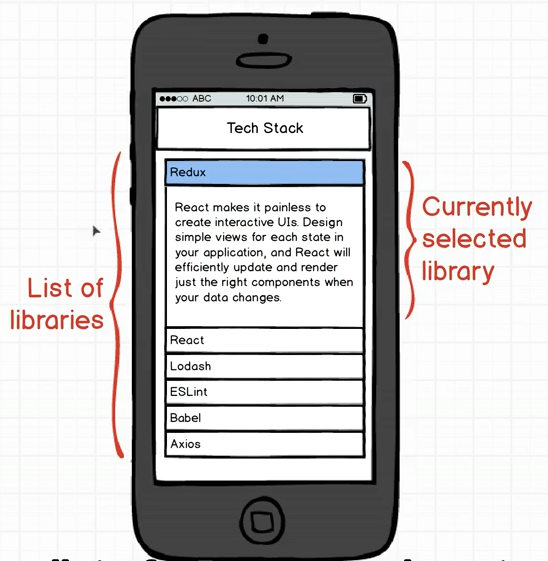 ABC 10:01 AM
Tech Stack
Redux
React makes it painless to
create interactive UIs. Design
simple views for each state in
your application, and React will
efficiently update and render
just the right components when
your data changes.
React
Lodash
ESLint
Babel
Axios
List of
libraries
Currently
selected
library